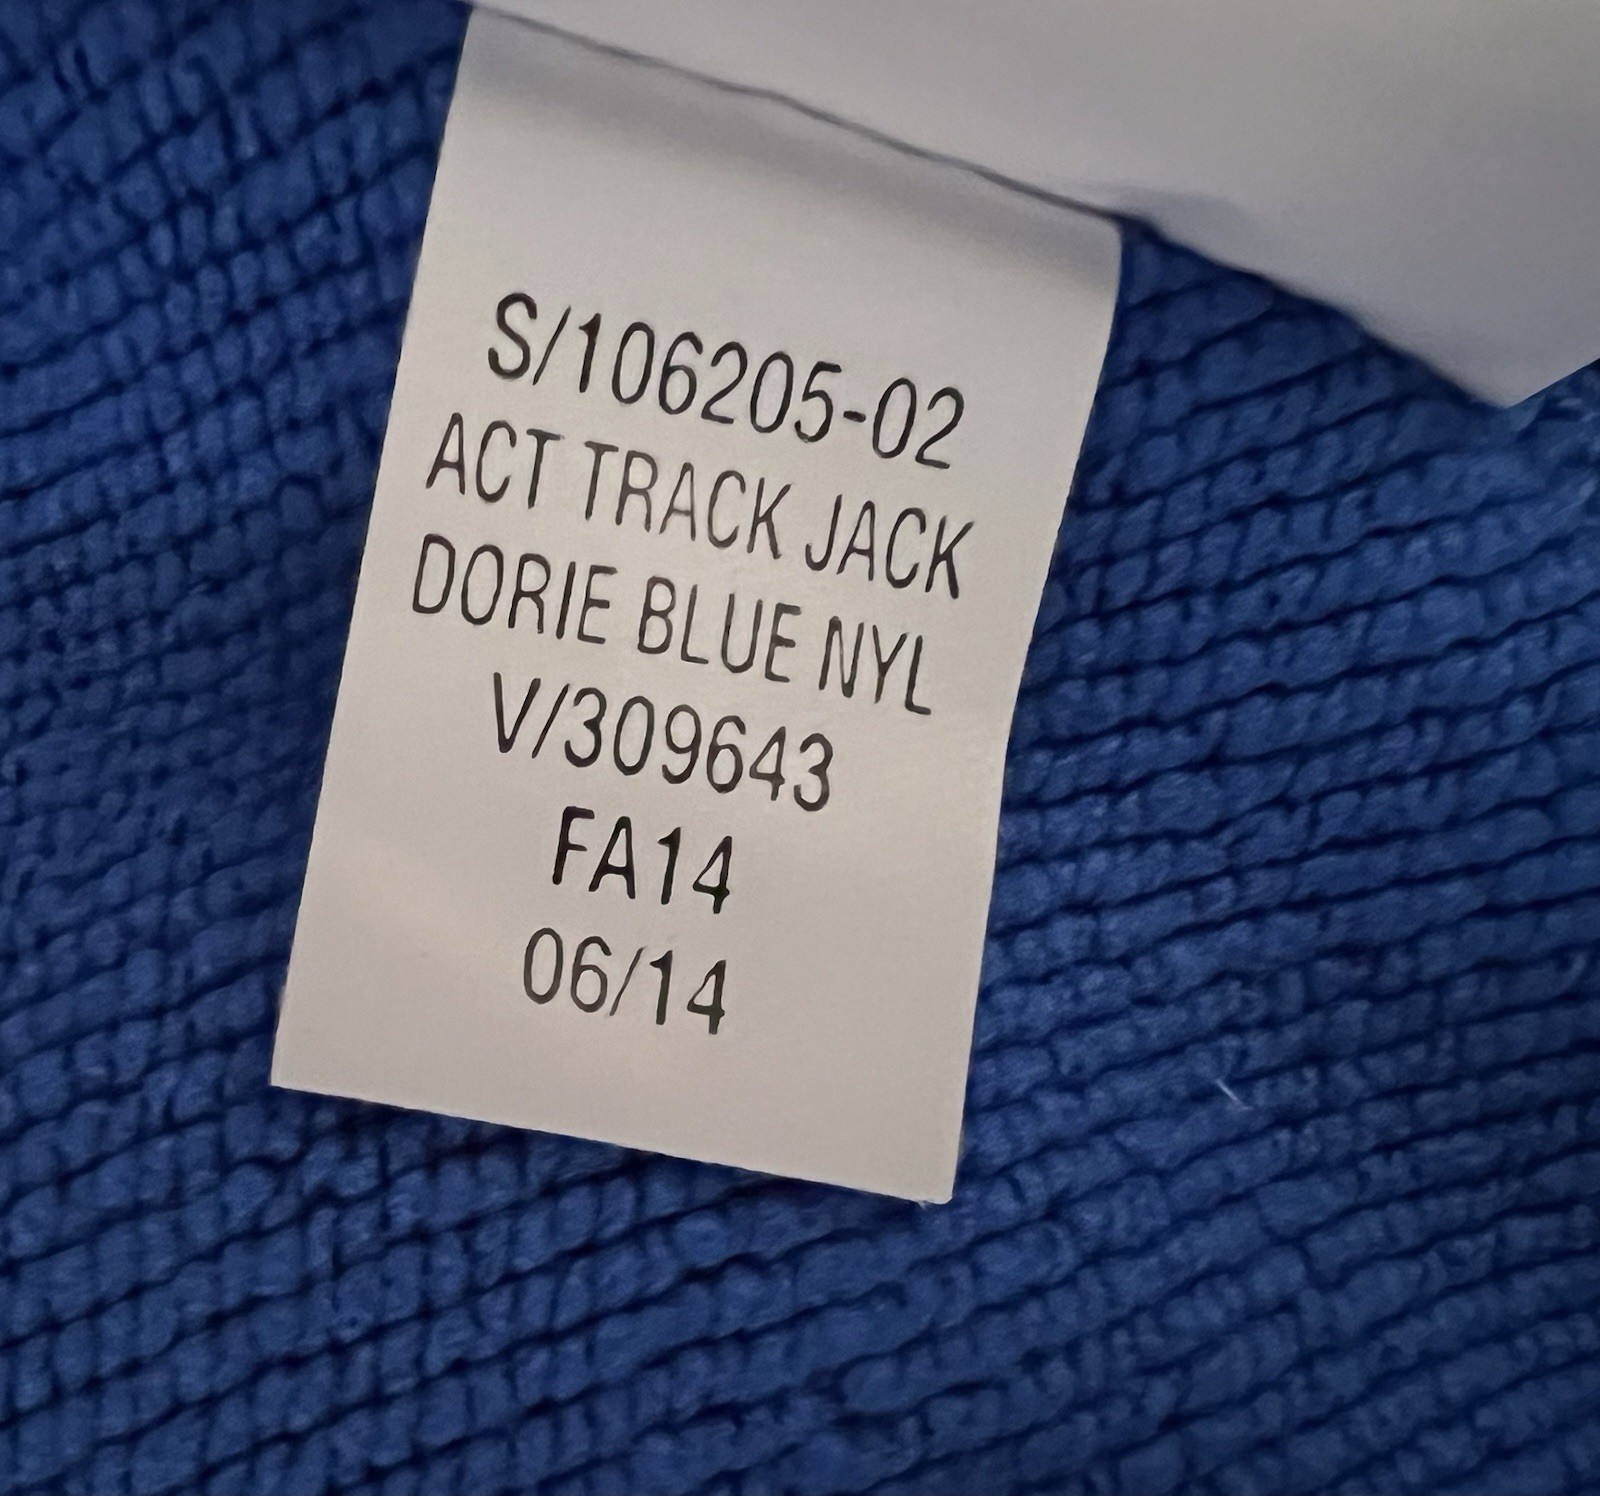 S/106205-02
ACT TRACK JACK
DORIE BLUE NYL
V/309643
FA14
06/14